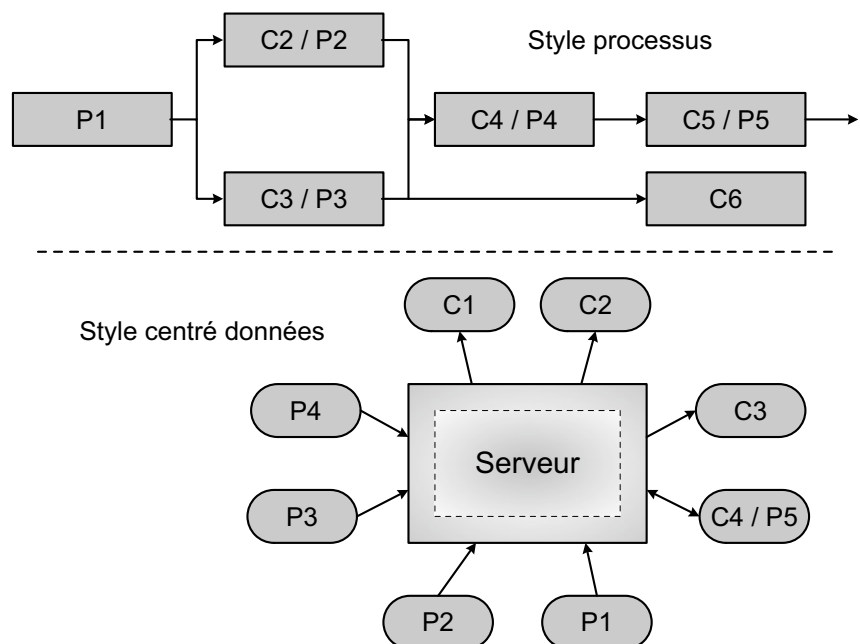 C2 / P2
Style processus
P1
C4 / P4
C5 / P5
C3 / P3
C6
C1
C2
Style centré données
P4
C3
Serveur
P3
C4 / P5
P2
P1